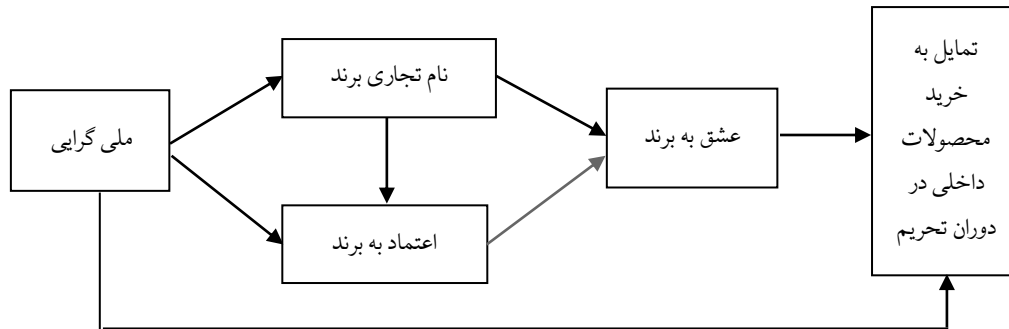 ملی گرایی
نام تجاری برند
اعتماد به برند
عشق به برند
تمایل به
خرید
محصولات
داخلی در
دوران تحریم